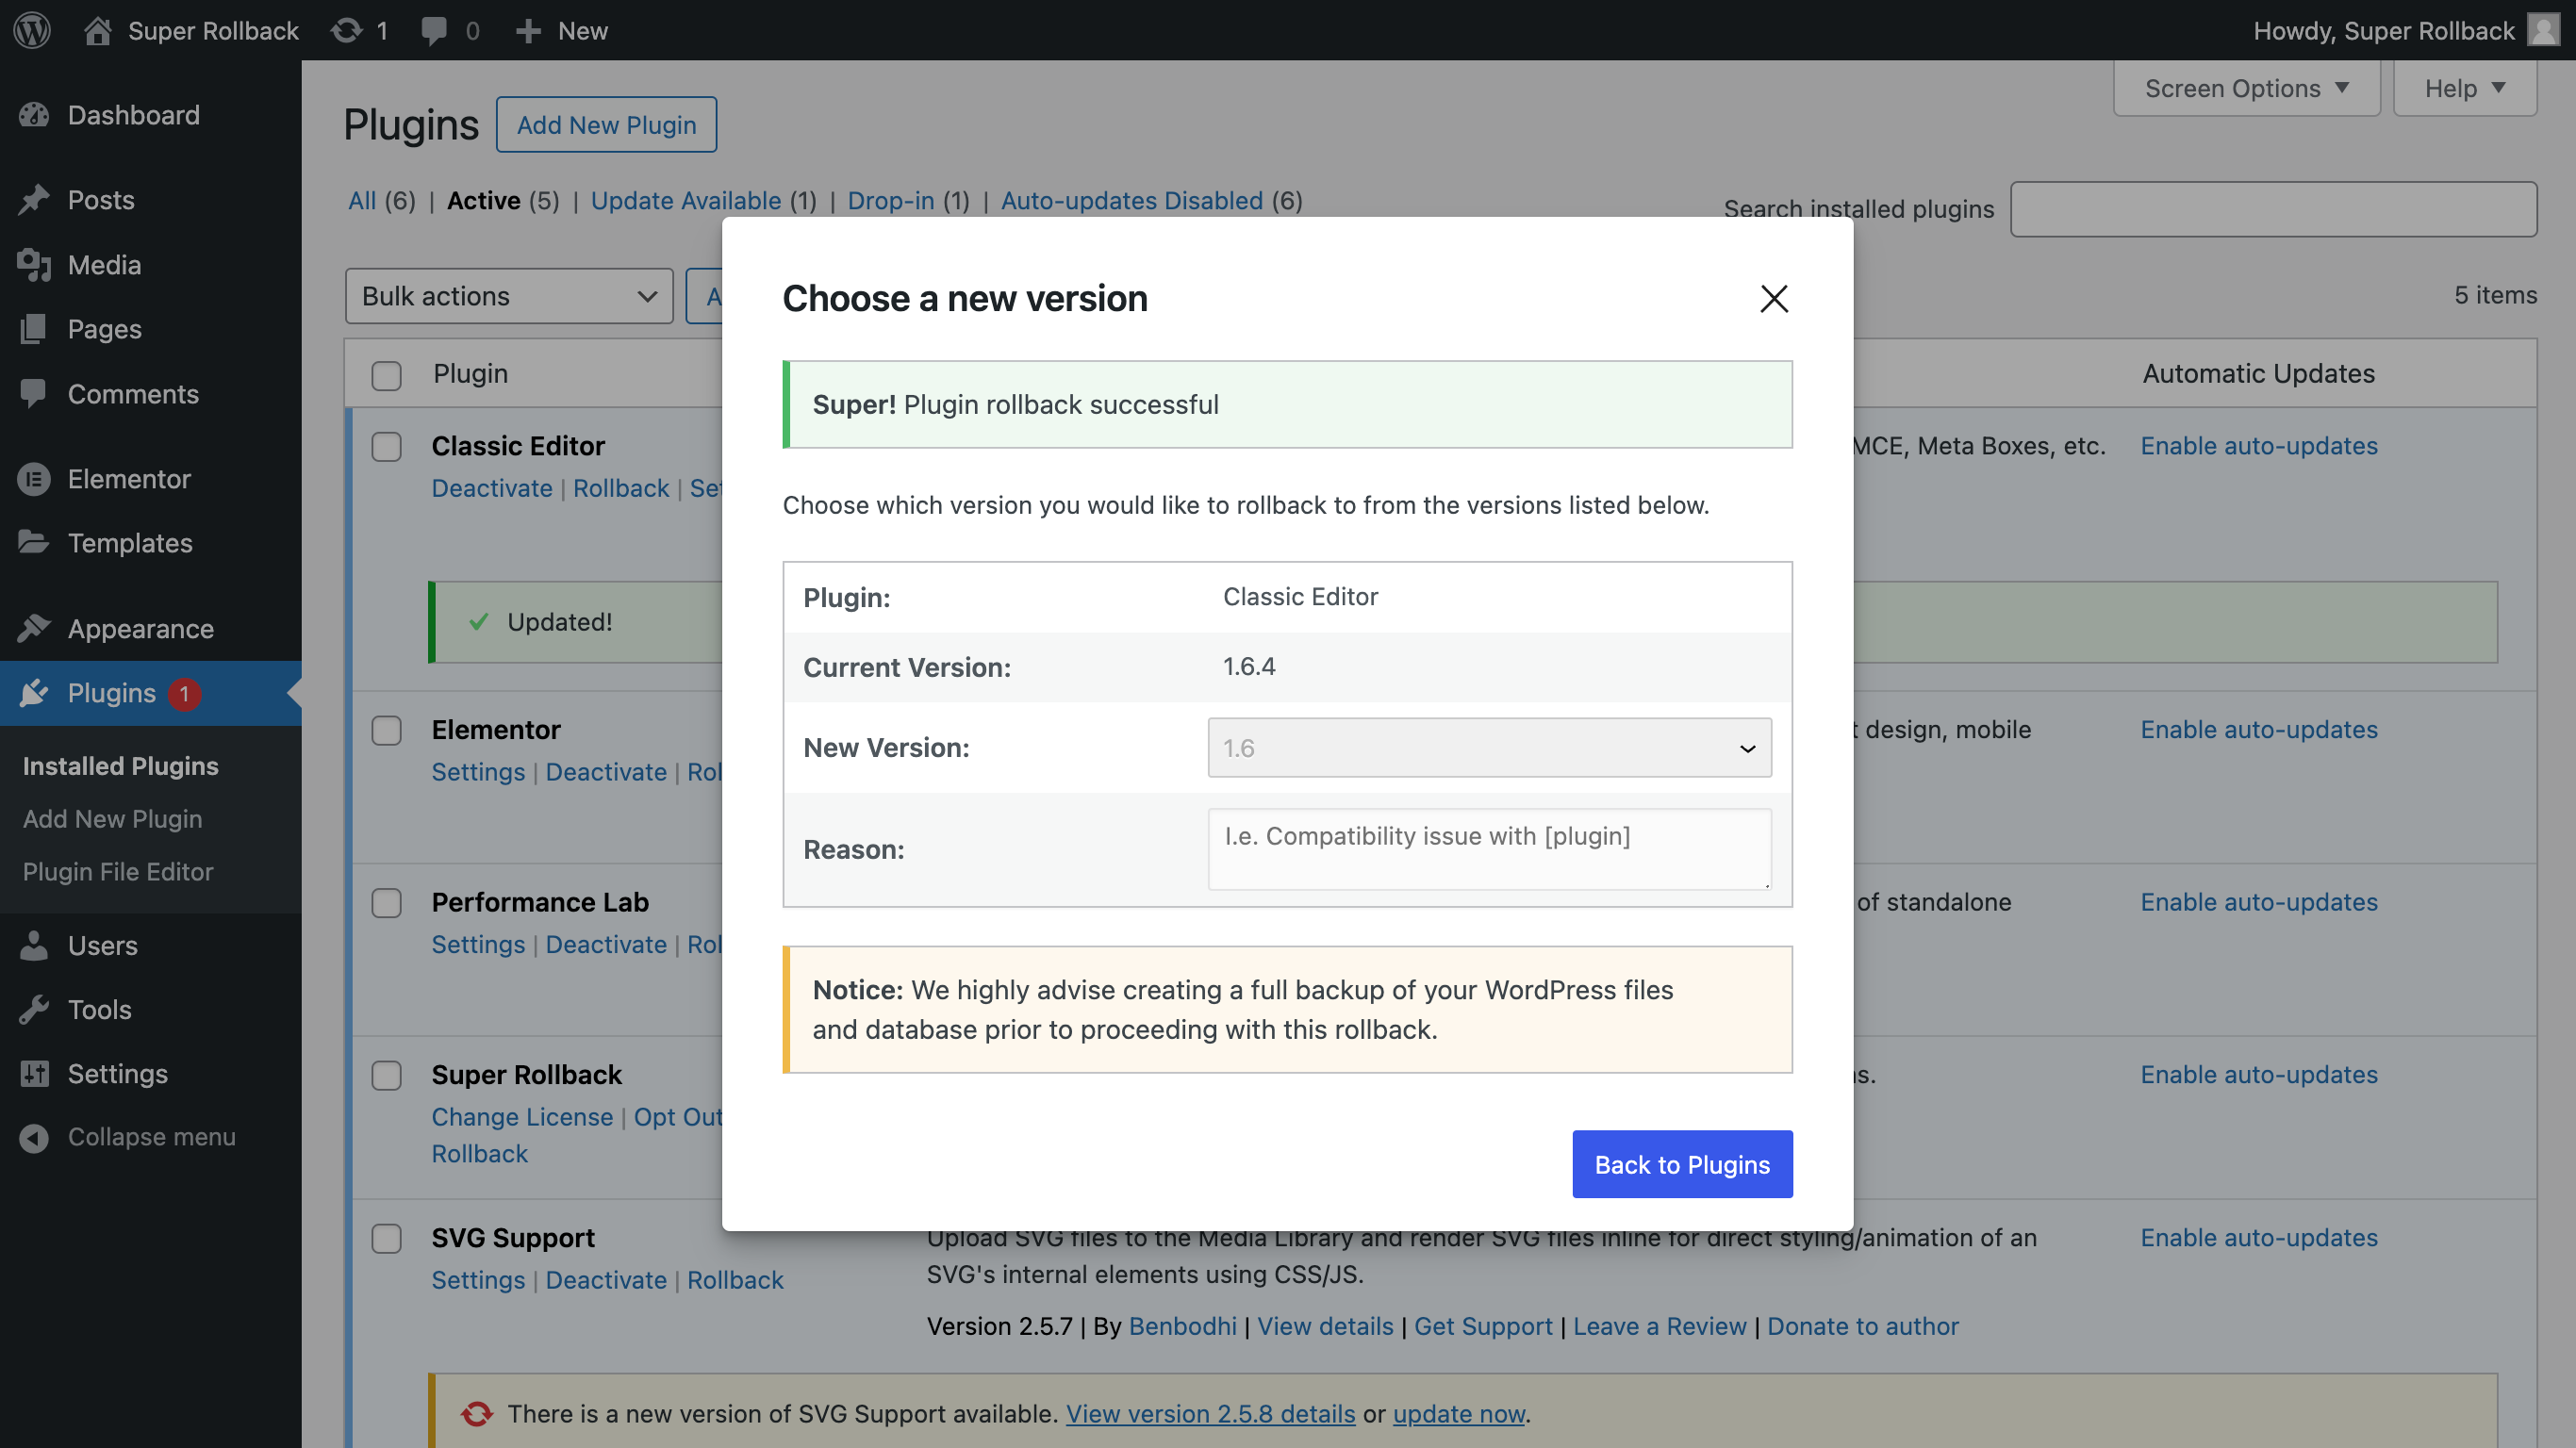 Super Rollback 1 0 New Howdy, Super Rollback
Screen Options Help
Dashboard
Posts
Media
Pages
Comments
Elementor
Templates
Appearance
Plugins 1
Installed Plugins
Add New Plugin
Plugin File Editor
Users
Tools
Settings
Collapse menu
Plugins Add New Plugin
All (6) | Active (5) | Update Available (1) | Drop-in (1) | Auto-updates Disabled (6)
Search installed plugins
Bulk actions
5 items
Plugin Automatic Updates
Classic Editor MCE, Meta Boxes, etc. Enable auto-updates
Deactivate | Rollback |
Updated!
Elementor design, mobile Enable auto-updates
Settings | Deactivate |
Performance Lab of standalone Enable auto-updates
Settings | Deactivate |
Super Rollback Enable auto-updates
Change License | Opt Out
Rollback
SVG Support Enable auto-updates
Settings | Deactivate | Rollback
Choose a new version
Super! Plugin rollback successful
Choose which version you would like to rollback to from the versions listed below.
Plugin: Classic Editor
Current Version: 1.6.4
New Version: 1.6
Reason: I.e. Compatibility issue with [plugin]
Notice: We highly advise creating a full backup of your WordPress files
and database prior to proceeding with this rollback.
Back to Plugins
Upload SVG files to the Media Library and render SVG files inline for direct styling/animation of an
SVG's internal elements using CSS/JS.
Version 2.5.7 | By Benbodhi | View details | Get Support | Leave a Review | Donate to author
There is a new version of SVG Support available. View version 2.5.8 details or update now.